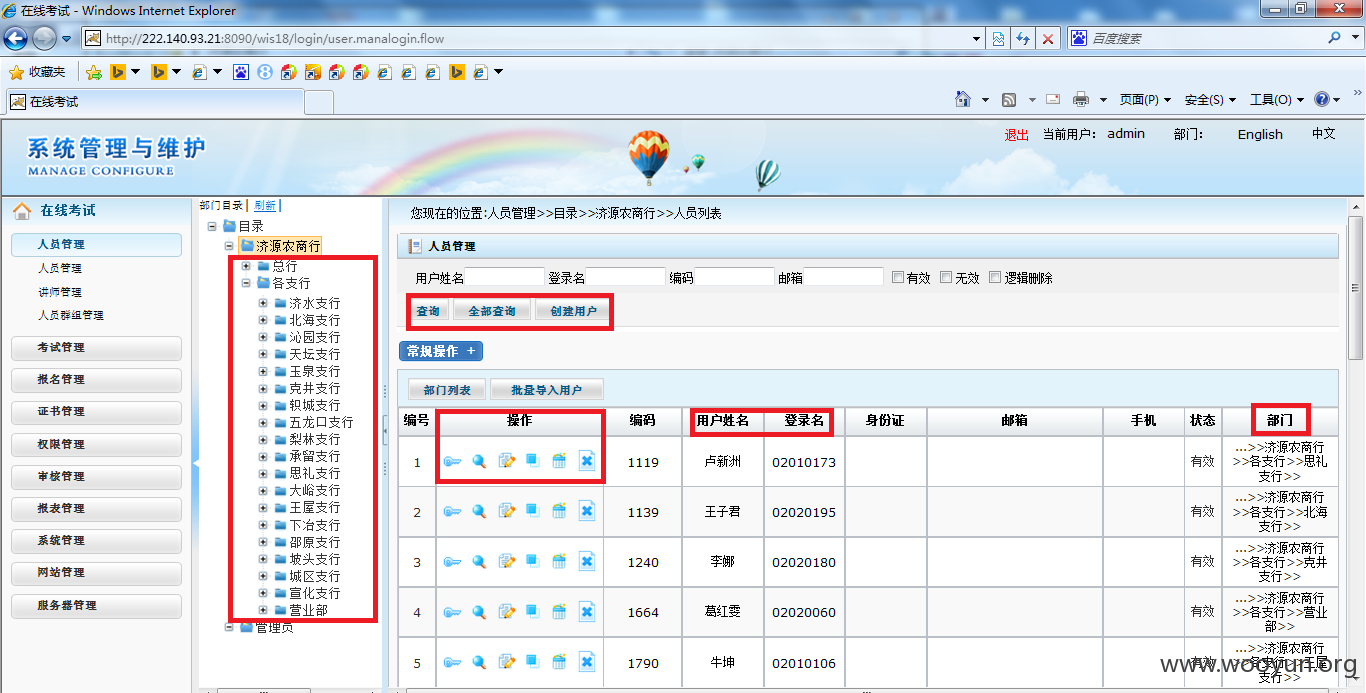 在线考试 - Windows Internet Explorer
http://222.140.93.21:8090/wis18/login/user.manalogin.flow
百度搜索
收藏夹
在线考试
页面(P)
安全(S)
工具(O)
系统管理与维护
MANAGE CONFIGURE
退出 当前用户： admin 部门： English 中文
在线考试
人员管理
人员管理
讲师管理
人员群组管理
考试管理
报名管理
证书管理
权限管理
审核管理
报表管理
系统管理
网站管理
服务器管理
部门目录| 刷新|
目录
济源农商行
总行
各支行
济水支行
北海支行
沁园支行
天坛支行
玉泉支行
克井支行
轵城支行
五龙口支行
梨林支行
承留支行
思礼支行
大峪支行
王屋支行
下冶支行
邵原支行
坡头支行
城区支行
宣化支行
营业部
管理员
您现在的位置:人员管理>>目录>>济源农商行>>人员列表
人员管理
用户姓名 登录名 编码 邮箱 有效 无效 逻辑删除
查询 全部查询 创建用户
常规操作 +
部门列表 批量导入用户
编号 操作 编码 用户姓名 登录名 身份证 邮箱 手机 状态 部门
1 1119 卢新洲 02010173 有效 ...>>济源农商行>>各支行>>思礼支行>>
2 1139 王子君 02020195 有效 ...>>济源农商行>>各支行>>北海支行>>
3 1240 李娜 02020180 有效 ...>>济源农商行>>各支行>>克井支行>>
4 1664 葛红雯 02020060 有效 ...>>济源农商行>>各支行>>营业部>>
5 1790 牛坤 02010106 有效 ...>>济源农商行>>各支行>>王屋支行>>
www.wooyun.org